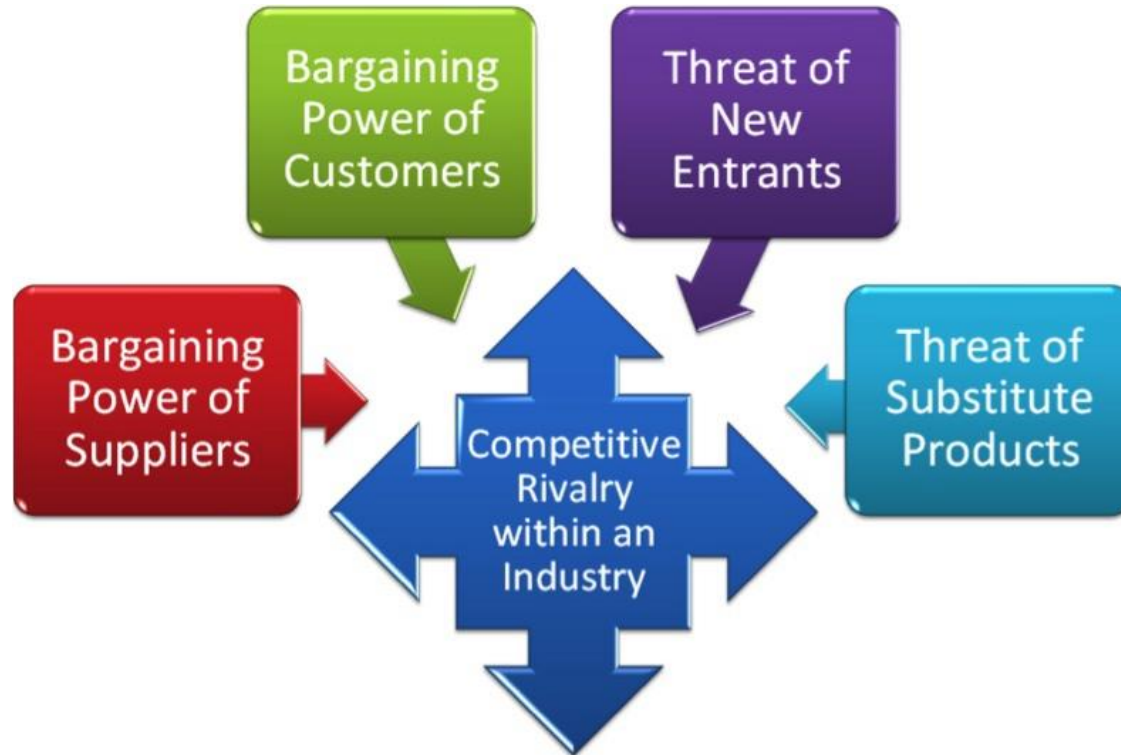 Bargaining
Power of
Customers
Threat of
New
Entrants
Bargaining
Power of
Suppliers
Threat of
Substitute
Products
Competitive
Rivalry
within an
Industry